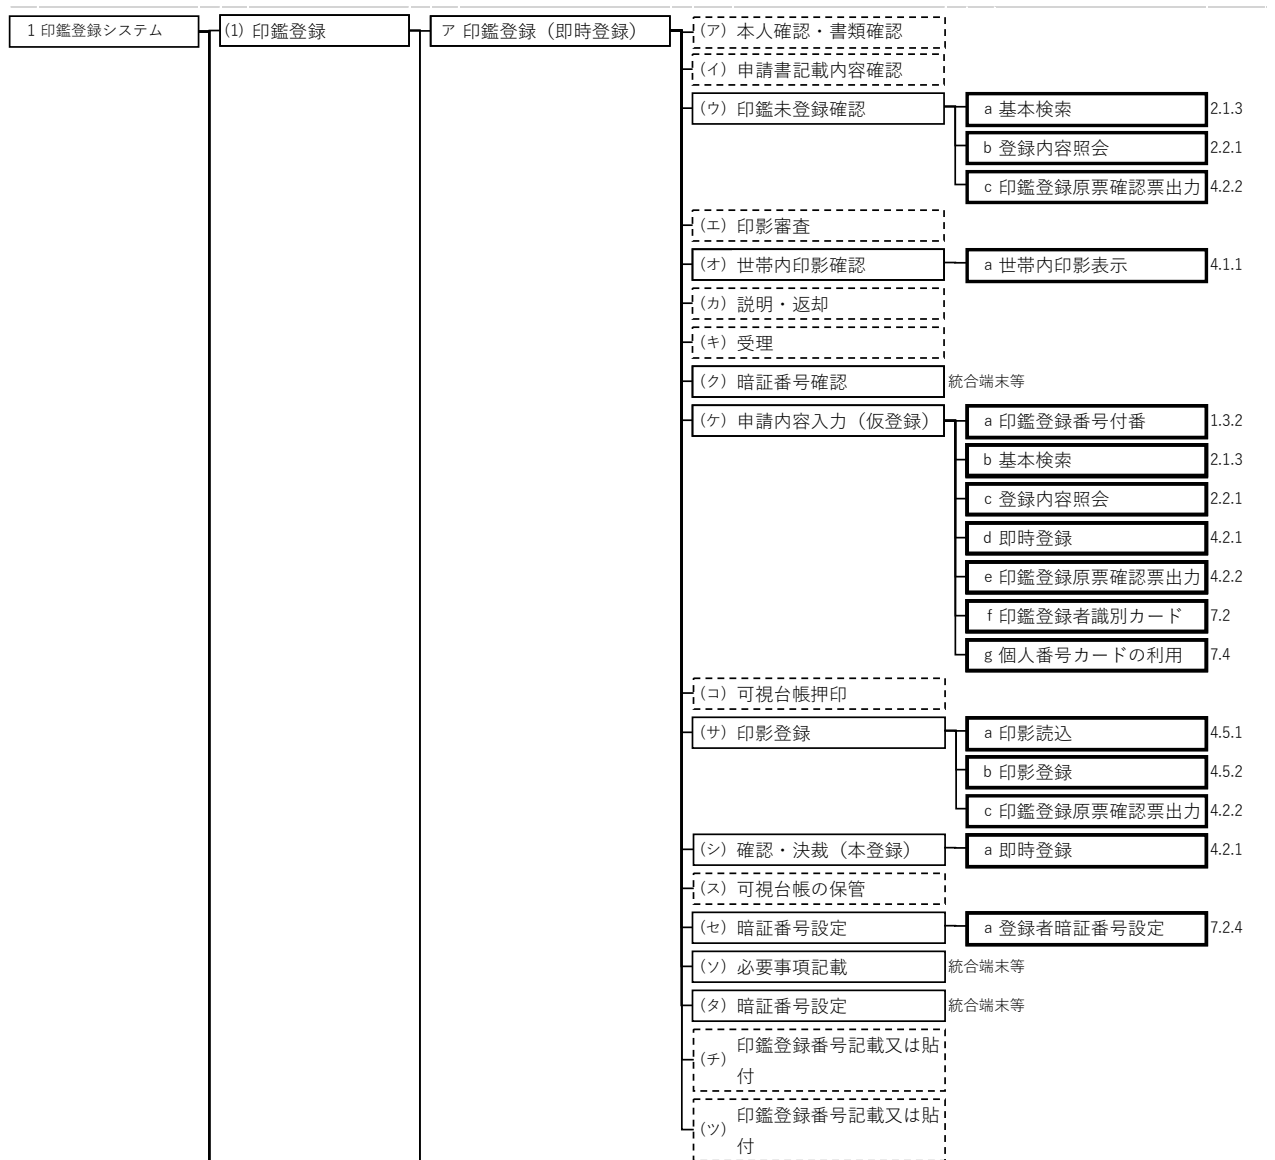 1 印鑑登録システム
(1) 印鑑登録
ア 印鑑登録（即時登録）
(ア) 本人確認・書類確認
(イ) 申請書記載内容確認
(ウ) 印鑑未登録確認
a 基本検索 2.1.3
b 登録内容照会 2.2.1
c 印鑑登録原票確認票出力 4.2.2
(エ) 印影審査
(オ) 世帯内印影確認
a 世帯内印影表示 4.1.1
(カ) 説明・返却
(キ) 受理
(ク) 暗証番号確認 統合端末等
(ケ) 申請内容入力（仮登録）
a 印鑑登録番号付番 1.3.2
b 基本検索 2.1.3
c 登録内容照会 2.2.1
d 即時登録 4.2.1
e 印鑑登録原票確認票出力 4.2.2
f 印鑑登録者識別カード 7.2
g 個人番号カードの利用 7.4
(コ) 可視台帳押印
(サ) 印影登録
a 印影読込 4.5.1
b 印影登録 4.5.2
c 印鑑登録原票確認票出力 4.2.2
(シ) 確認・決裁（本登録）
a 即時登録 4.2.1
(ス) 可視台帳の保管
(セ) 暗証番号設定
a 登録者暗証番号設定 7.2.4
(ソ) 必要事項記載 統合端末等
(タ) 暗証番号設定 統合端末等
(チ) 印鑑登録番号記載又は貼
付
(ツ) 印鑑登録番号記載又は貼
付